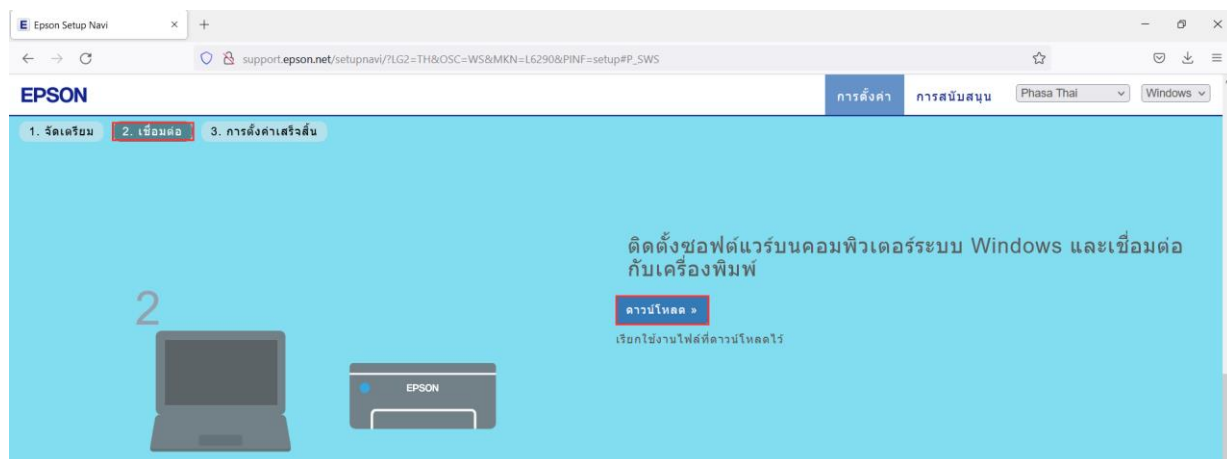 E Epson Setup Navi × +
support.epson.net/setupnavi/?LG2=TH&OSC=WS&MKN=L6290&PINF=setup#P_SWS
EPSON การตั้งค่า การสนับสนุน Phasa Thai Windows
1. จัดเตรียม 2. เชื่อมต่อ 3. การตั้งค่าเสร็จสิ้น
ติดตั้งซอฟต์แวร์บนคอมพิวเตอร์ระบบ Windows และเชื่อมต่อ
กับเครื่องพิมพ์
2
ดาวน์โหลด »
เรียกใช้งานไฟล์ที่ดาวน์โหลดไว้
EPSON